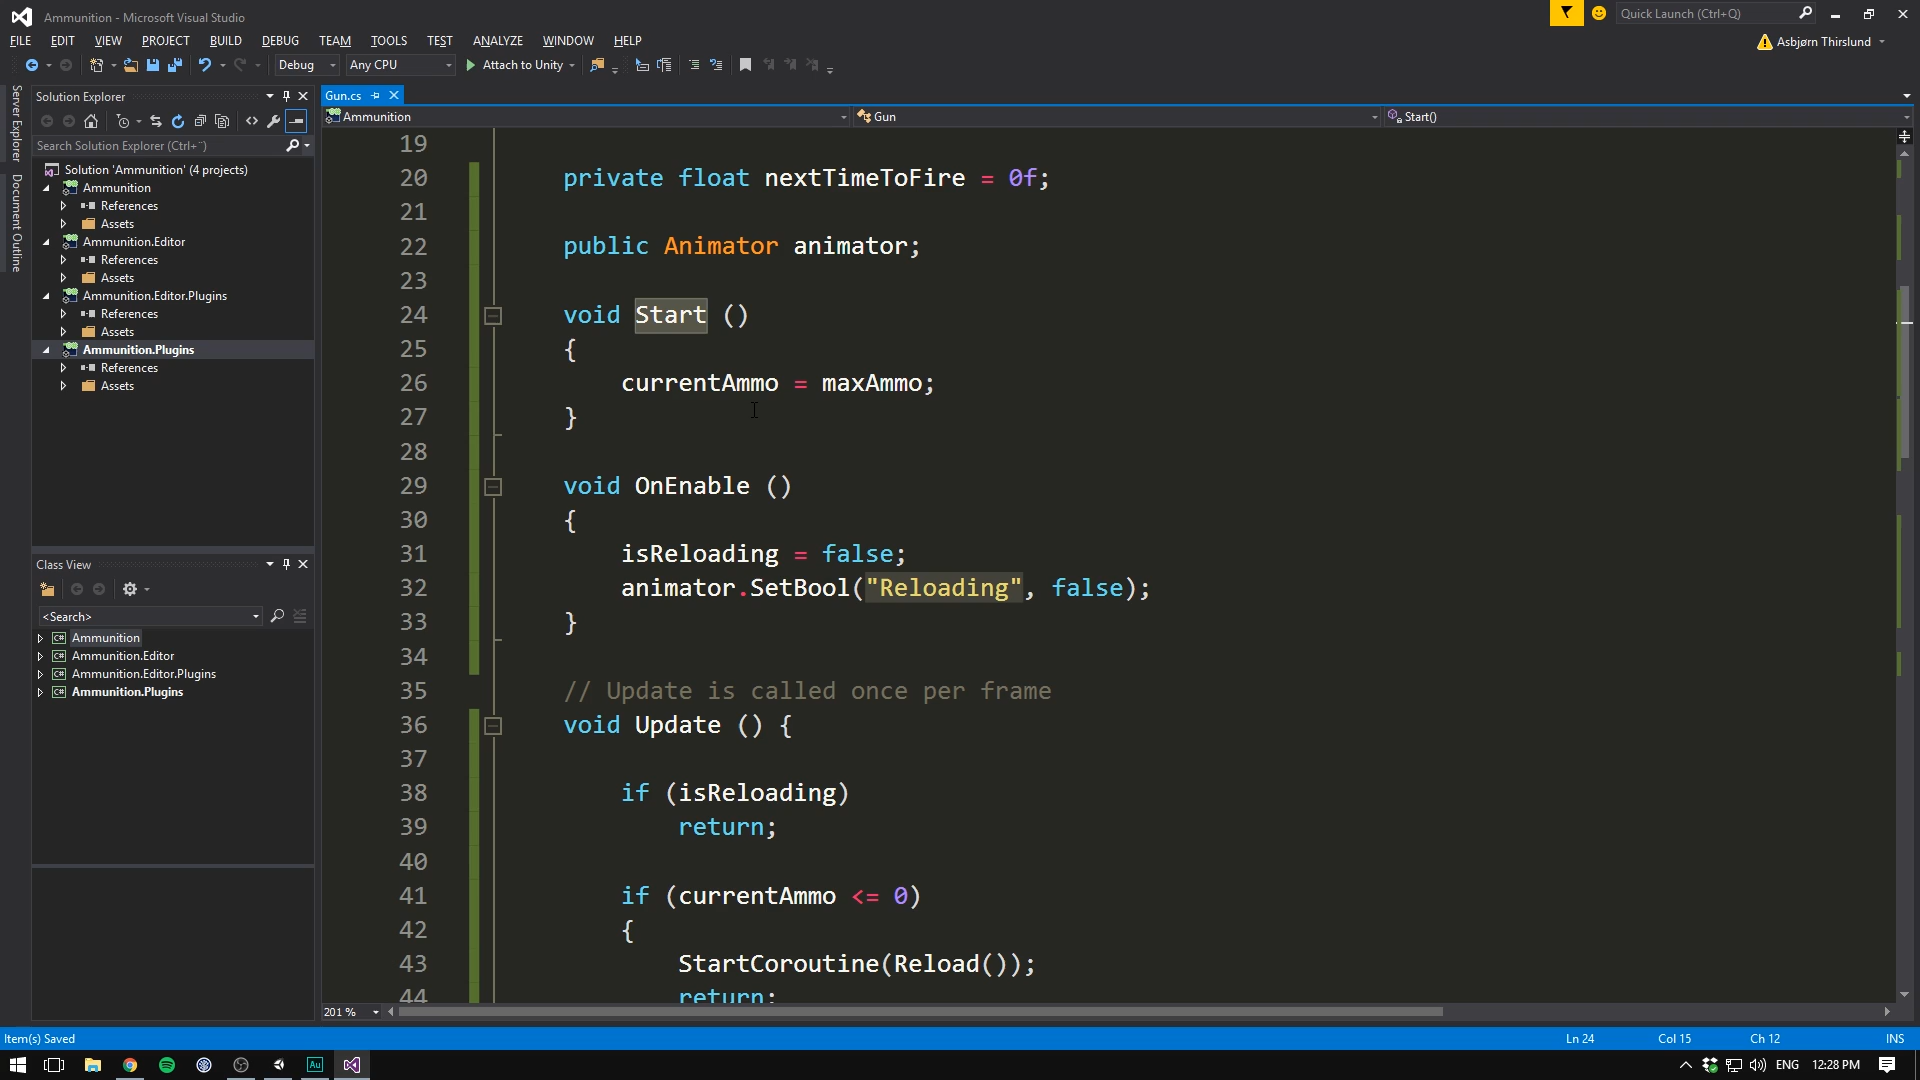 Ammunition - Microsoft Visual Studio
Quick Launch (Ctrl+Q)
FILE EDIT VIEW PROJECT BUILD DEBUG TEAM TOOLS TEST ANALYZE WINDOW HELP
Asbjørn Thirslund
Debug Any CPU Attach to Unity
Server Explorer
Document Outline
Solution Explorer
Search Solution Explorer (Ctrl+¨)
Solution 'Ammunition' (4 projects)
Ammunition
References
Assets
Ammunition.Editor
References
Assets
Ammunition.Editor.Plugins
References
Assets
Ammunition.Plugins
References
Assets
Class View
<Search>
Ammunition
Ammunition.Editor
Ammunition.Editor.Plugins
Ammunition.Plugins
Gun.cs
Ammunition Gun Start()
19
20 private float nextTimeToFire = 0f;
21
22 public Animator animator;
23
24 void Start ()
25 {
26 currentAmmo = maxAmmo;
27 }
28
29 void OnEnable ()
30 {
31 isReloading = false;
32 animator.SetBool("Reloading", false);
33 }
34
35 // Update is called once per frame
36 void Update () {
37
38 if (isReloading)
39 return;
40
41 if (currentAmmo <= 0)
42 {
43 StartCoroutine(Reload());
44 return;
201 %
Item(s) Saved Ln 24 Col 15 Ch 12 INS
Au ENG 12:28 PM